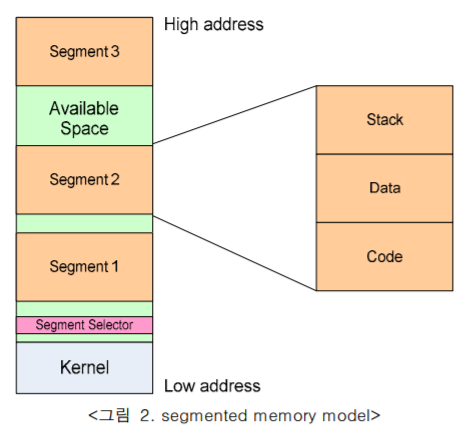 High address
Segment 3
Available
Space
Segment 2
Segment 1
Segment Selector
Kernel
Low address
Stack
Data
Code
<그림 2. segmented memory model>